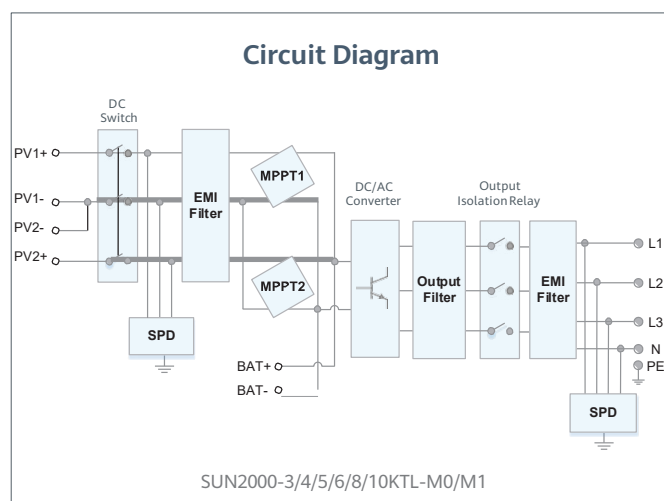 Circuit Diagram
DC
Switch
PV1+
PV1-
PV2-
PV2+
EMI
Filter
MPPT1
MPPT2
SPD
BAT+
BAT-
DC/AC
Converter
Output
Filter
Output
Isolation Relay
EMI
Filter
L1
L2
L3
N
PE
SPD
SUN2000-3/4/5/6/8/10KTL-M0/M1